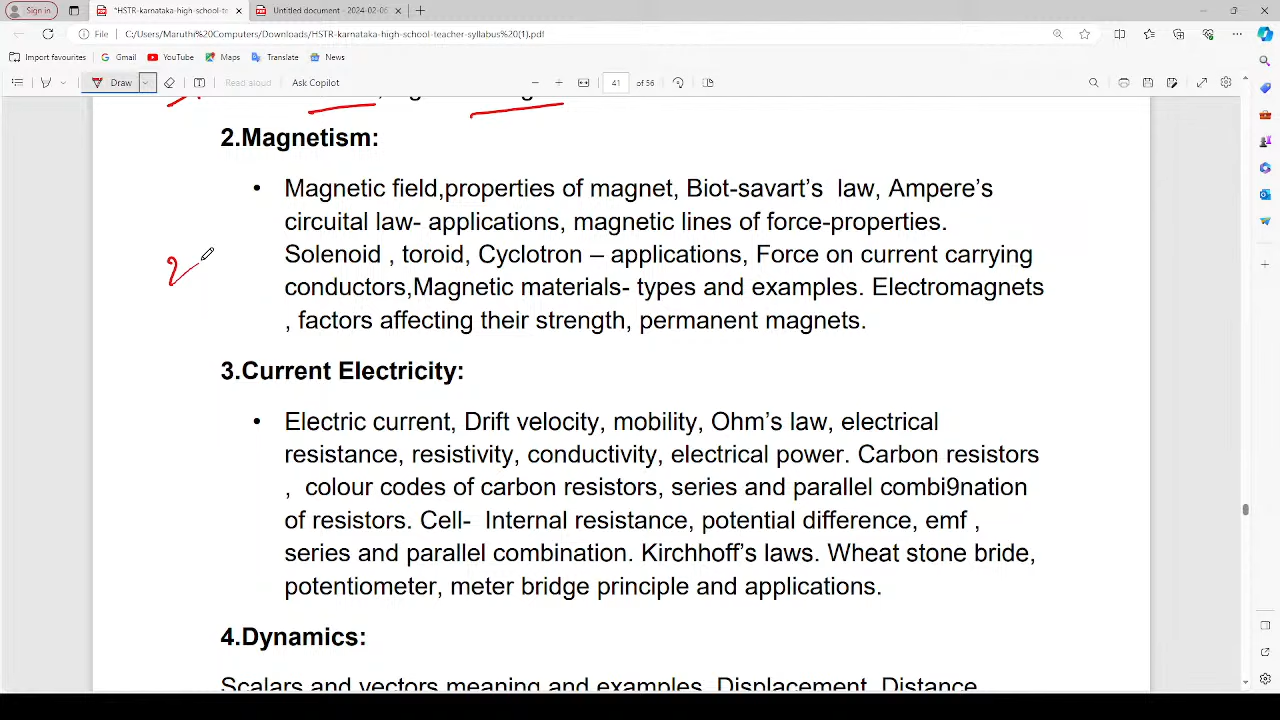 Sign in
*HSTR-karnataka-high-school-te
Untitled document - 2024-02-06
File
C:/Users/Maruthi%20Computers/Downloads/HSTR-karnataka-high-school-teacher-syllabus%20(1).pdf
Import favourites
Gmail
YouTube
Maps
Translate
News
Draw
Read aloud
Ask Copilot
41 of 56
2.Magnetism:
• Magnetic field,properties of magnet, Biot-savart’s law, Ampere’s
circuital law- applications, magnetic lines of force-properties.
Solenoid , toroid, Cyclotron – applications, Force on current carrying
conductors,Magnetic materials- types and examples. Electromagnets
, factors affecting their strength, permanent magnets.
2
3.Current Electricity:
• Electric current, Drift velocity, mobility, Ohm’s law, electrical
resistance, resistivity, conductivity, electrical power. Carbon resistors
, colour codes of carbon resistors, series and parallel combi9nation
of resistors. Cell- Internal resistance, potential difference, emf ,
series and parallel combination. Kirchhoff’s laws. Wheat stone bride,
potentiometer, meter bridge principle and applications.
4.Dynamics:
Scalars and vectors meaning and examples, Displacement, Distance